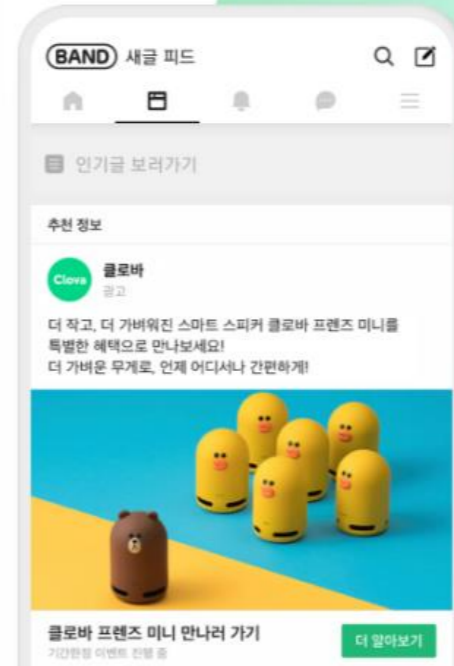 BAND 새글 피드
인기글 보러가기
추천 정보
Clova
클로바
광고
더 작고, 더 가벼워진 스마트 스피커 클로바 프렌즈 미니를
특별한 혜택으로 만나보세요!
더 가벼운 무게로, 언제 어디서나 간편하게!
클로바 프렌즈 미니 만나러 가기
기간한정 이벤트 진행 중
더 알아보기